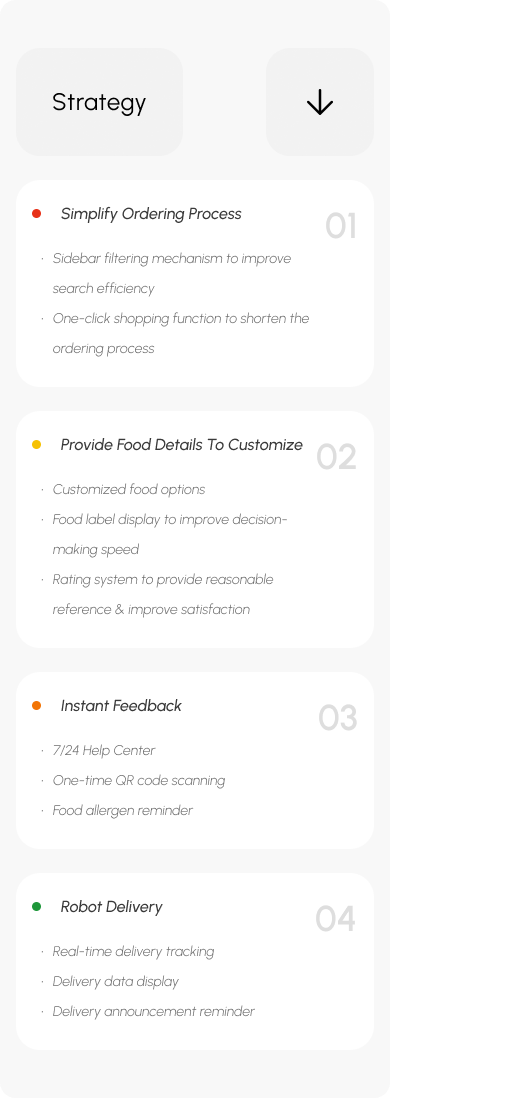 Strategy
Simplify Ordering Process
01
· Sidebar filtering mechanism to improve
search efficiency
· One-click shopping function to shorten the
ordering process
Provide Food Details To Customize
02
· Customized food options
· Food label display to improve decision-
making speed
· Rating system to provide reasonable
reference & improve satisfaction
Instant Feedback
03
· 7/24 Help Center
· One-time QR code scanning
· Food allergen reminder
Robot Delivery
04
· Real-time delivery tracking
· Delivery data display
· Delivery announcement reminder